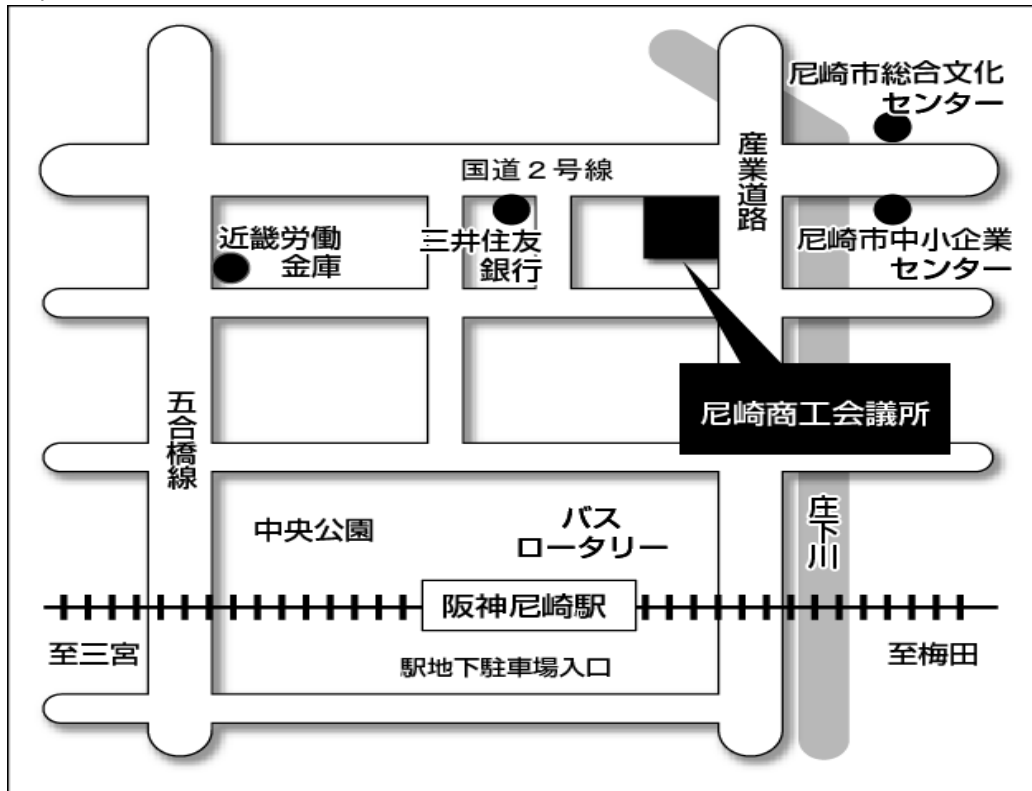 尼崎市総合文化
センター
産業道路
国道２号線
近畿労働
金庫
三井住友
銀行
尼崎市中小企業
センター
五合橋線
尼崎商工会議所
中央公園
バス
ロータリー
庄下川
阪神尼崎駅
至三宮
至梅田
駅地下駐車場入口